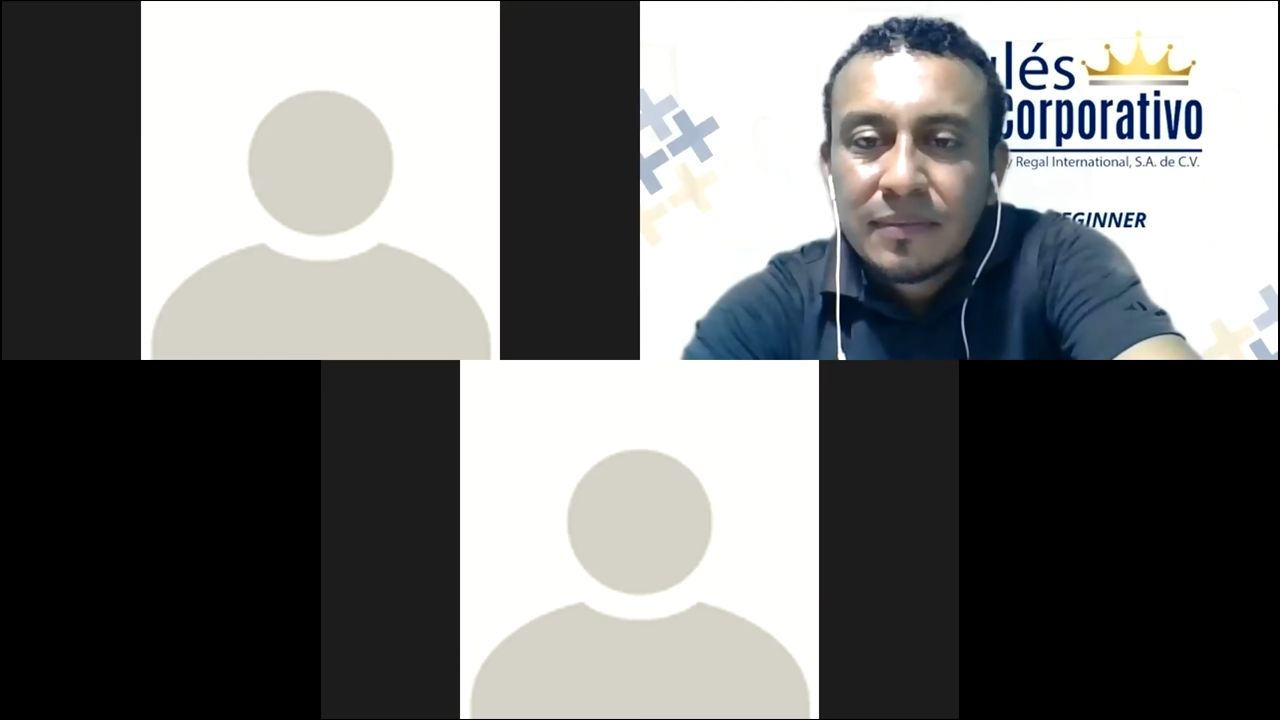 lés
Corporativo
y Regal International, S.A. de C.V.
EGINNER